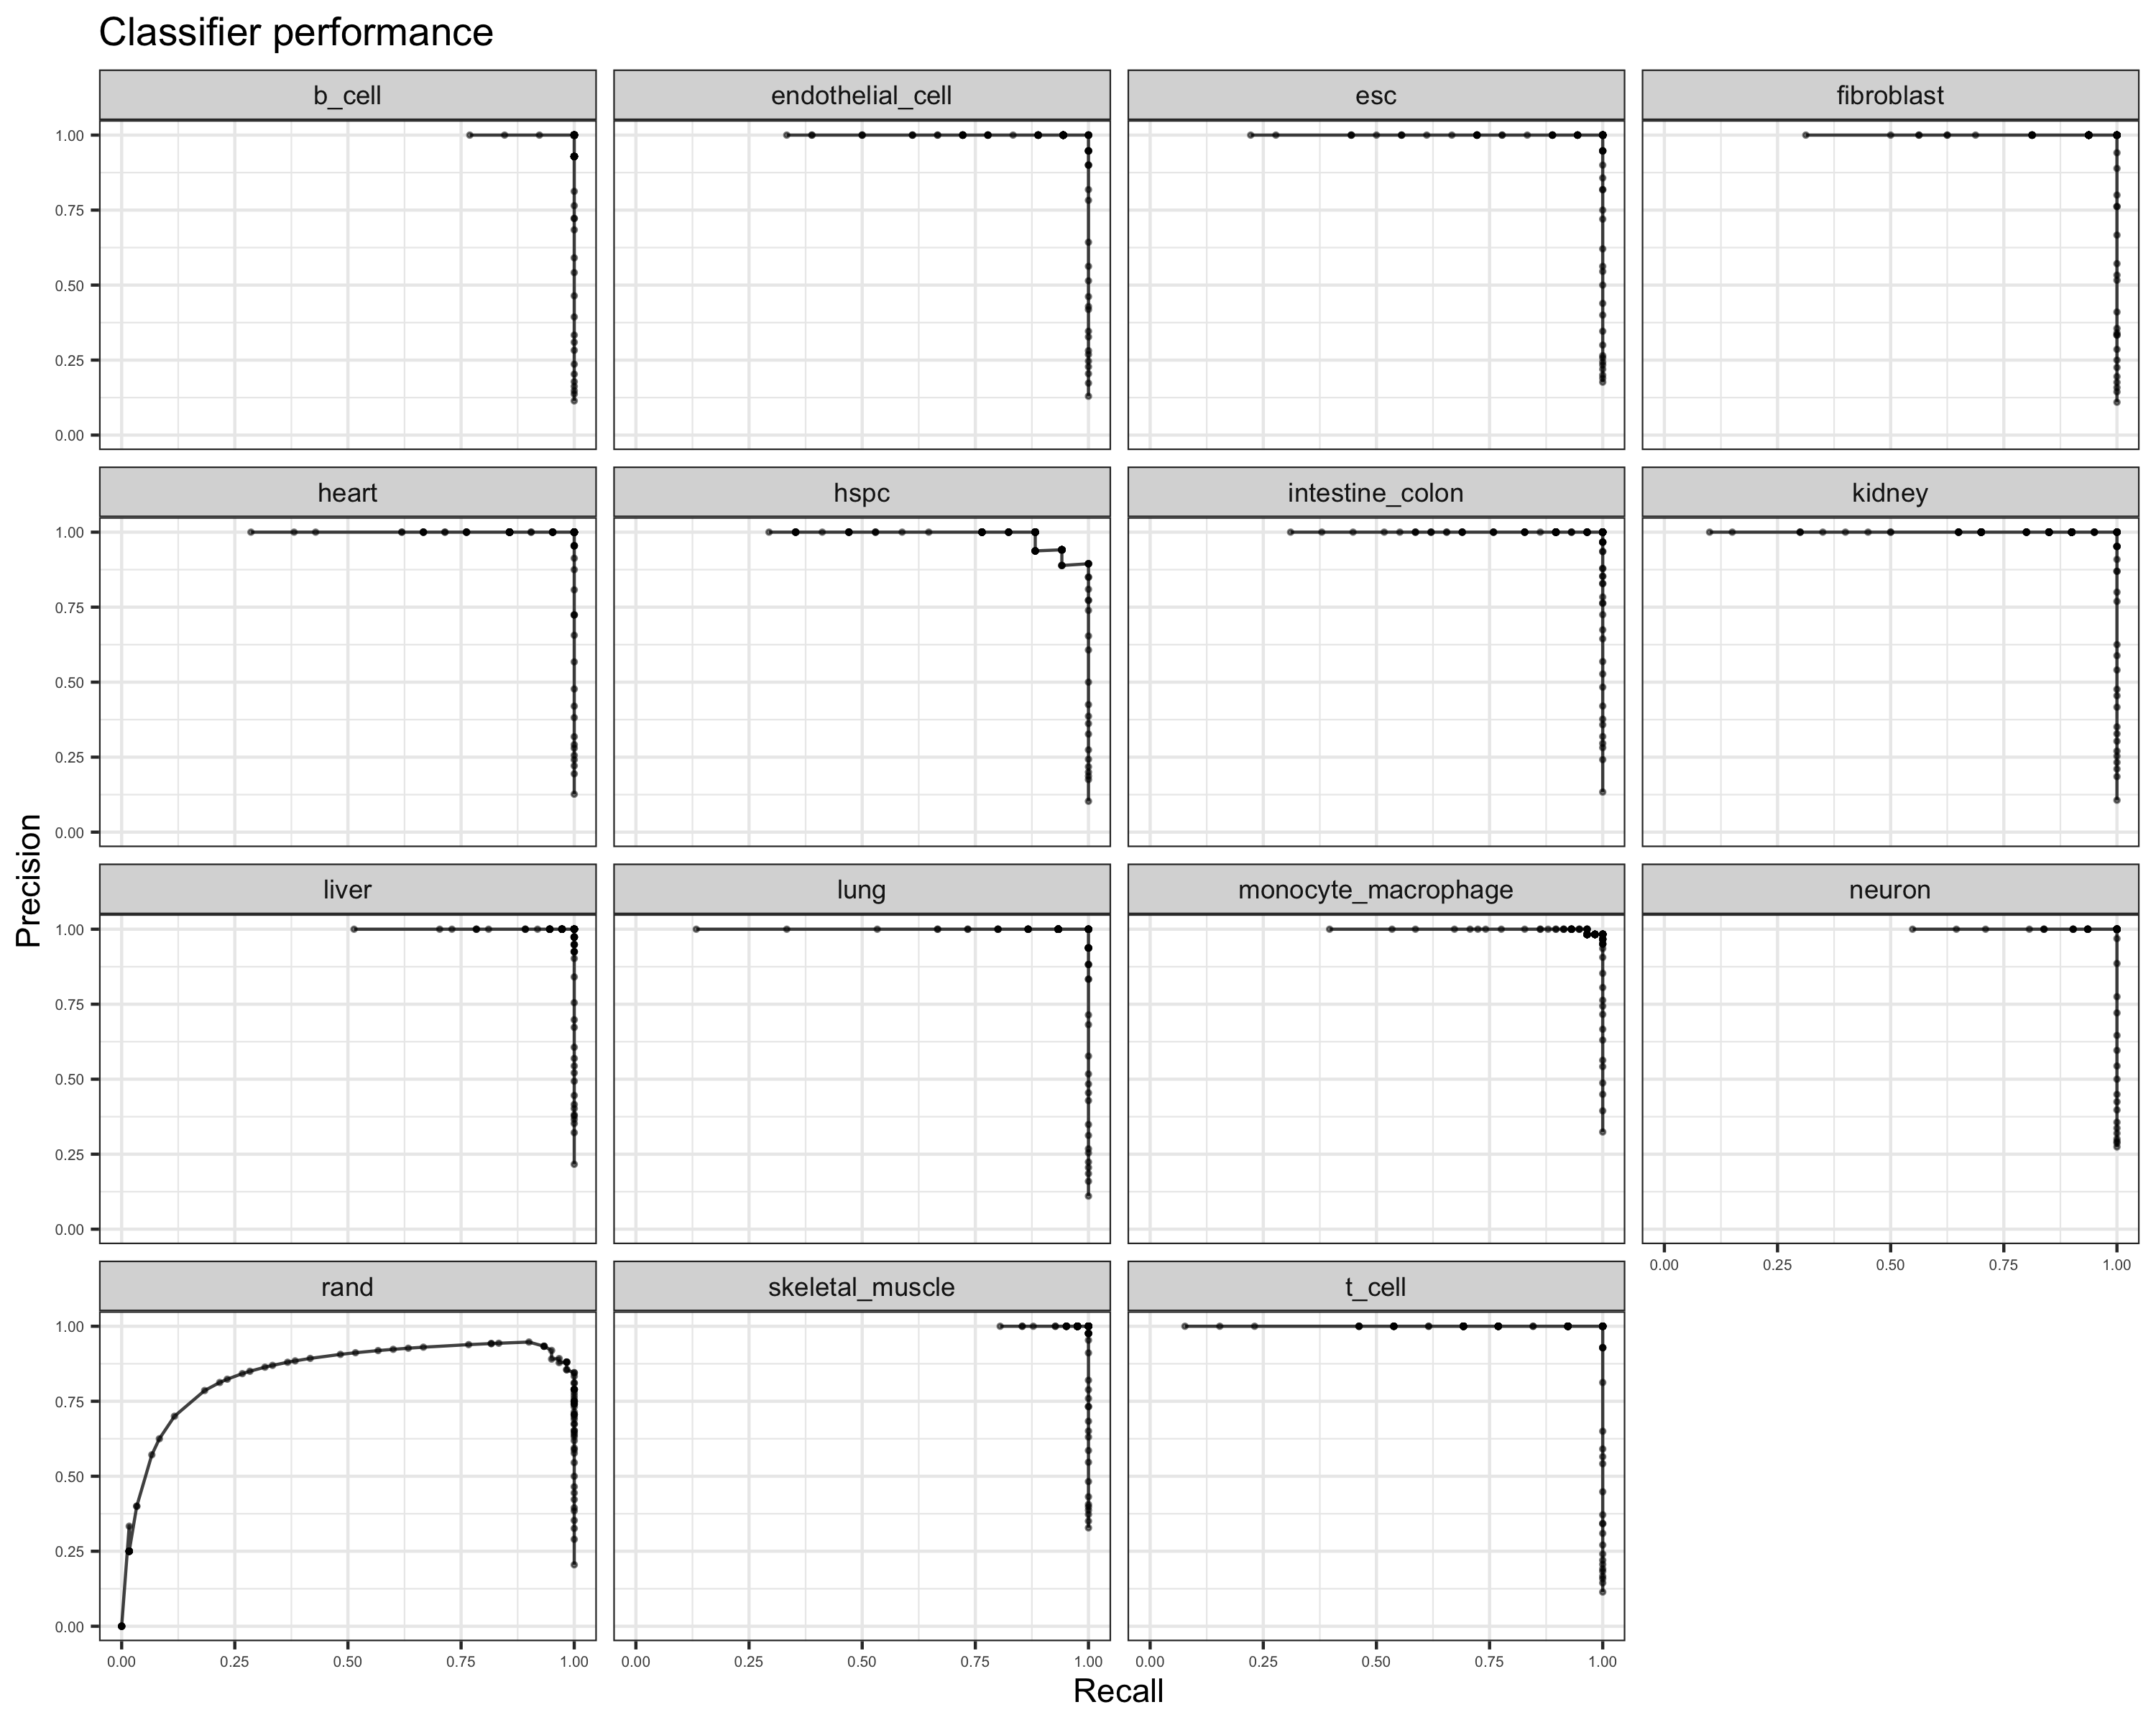 Classifier performance
b_cell endothelial_cell esc fibroblast
1.00
0.75
0.50
0.25
0.00
heart hspc intestine_colon kidney
1.00
0.75
0.50
0.25
0.00
Precision
liver lung monocyte_macrophage neuron
1.00
0.75
0.50
0.25
0.00
0.00 0.25 0.50 0.75 1.00
rand skeletal_muscle t_cell
1.00
0.75
0.50
0.25
0.00
0.00 0.25 0.50 0.75 1.00 0.00 0.25 0.50 0.75 1.00 0.00 0.25 0.50 0.75 1.00
Recall